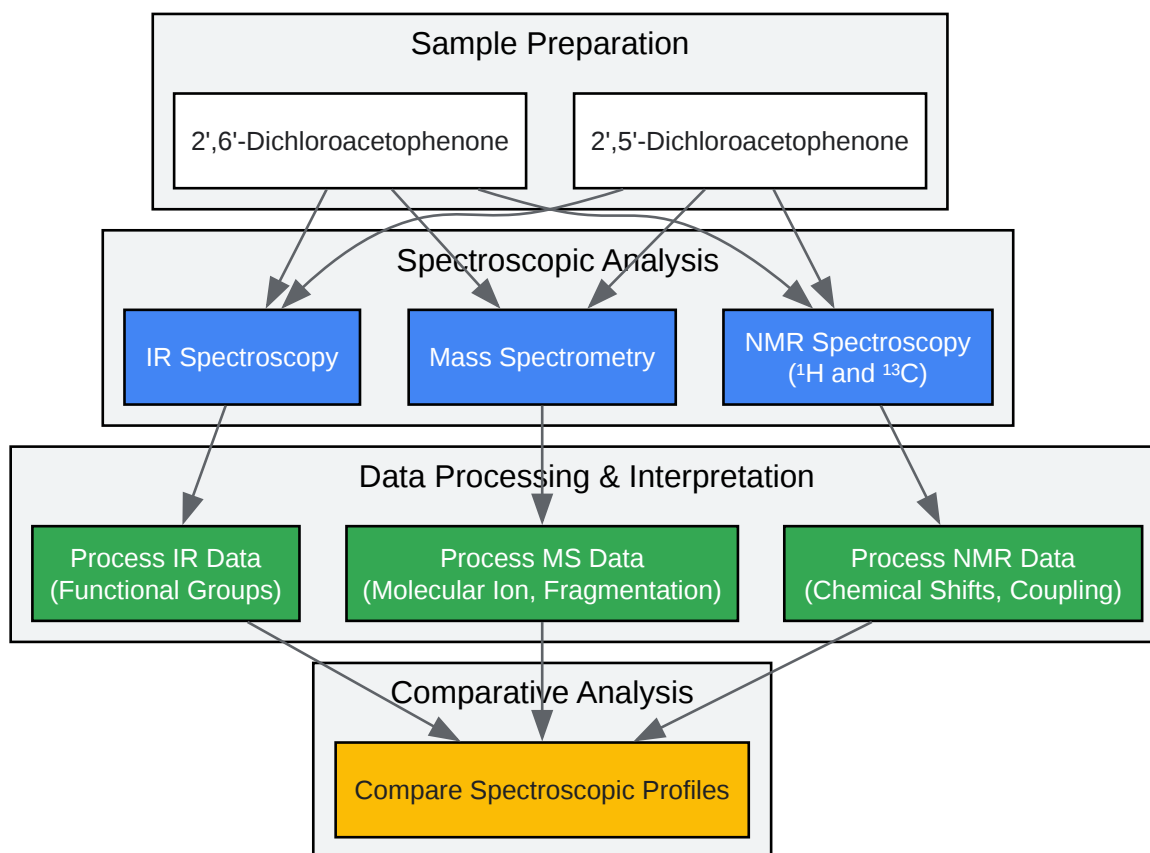 Sample Preparation
2',6'-Dichloroacetophenone
2',5'-Dichloroacetophenone
Spectroscopic Analysis
IR Spectroscopy
Mass Spectrometry
NMR Spectroscopy
(¹H and ¹³C)
Data Processing & Interpretation
Process IR Data
(Functional Groups)
Process MS Data
(Molecular Ion, Fragmentation)
Process NMR Data
(Chemical Shifts, Coupling)
Comparative Analysis
Compare Spectroscopic Profiles